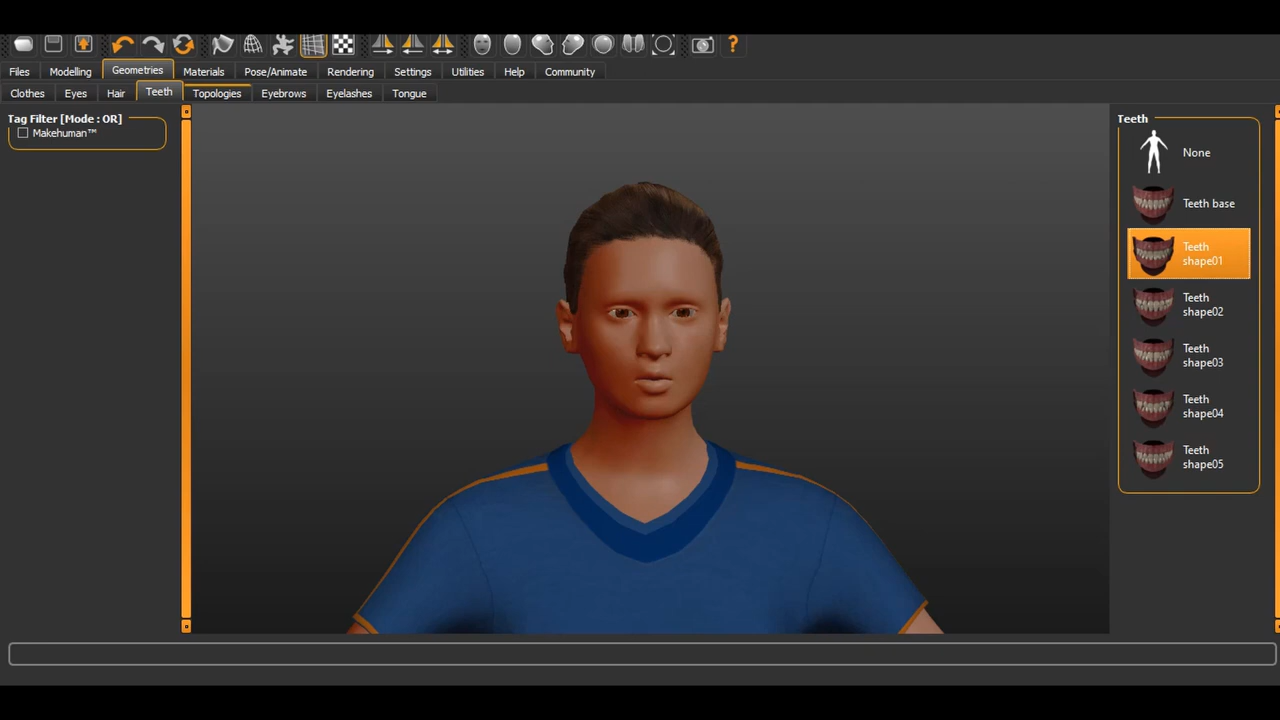 Files Modelling Geometries Materials Pose/Animate Rendering Settings Utilities Help Community
Clothes Eyes Hair Teeth Topologies Eyebrows Eyelashes Tongue
Tag Filter [Mode : OR]
Makehuman™
Teeth
None
Teeth base
Teeth
shape01
Teeth
shape02
Teeth
shape03
Teeth
shape04
Teeth
shape05